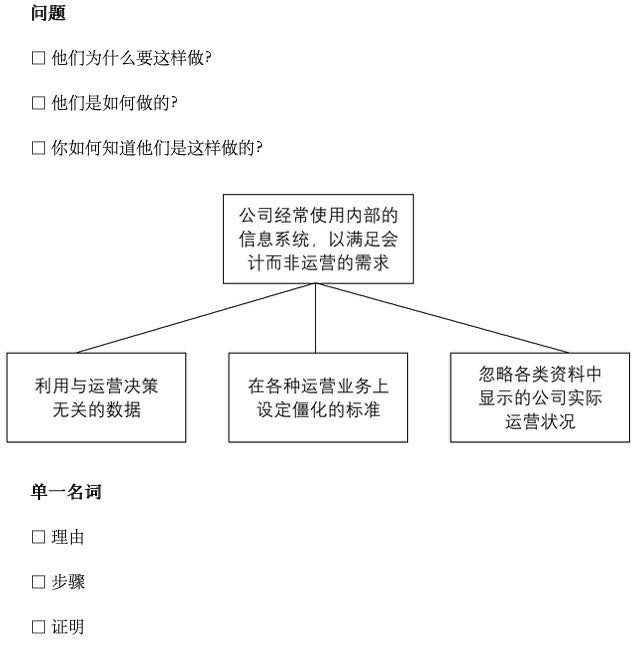 问题
□ 他们为什么要这样做?
□ 他们是如何做的?
□ 你如何知道他们是这样做的?
公司经常使用内部的
信息系统，以满足会
计而非运营的需求
利用与运营决策
无关的数据
在各种运营业务上
设定僵化的标准
忽略各类资料中
显示的公司实际
运营状况
单一名词
□ 理由
□ 步骤
□ 证明